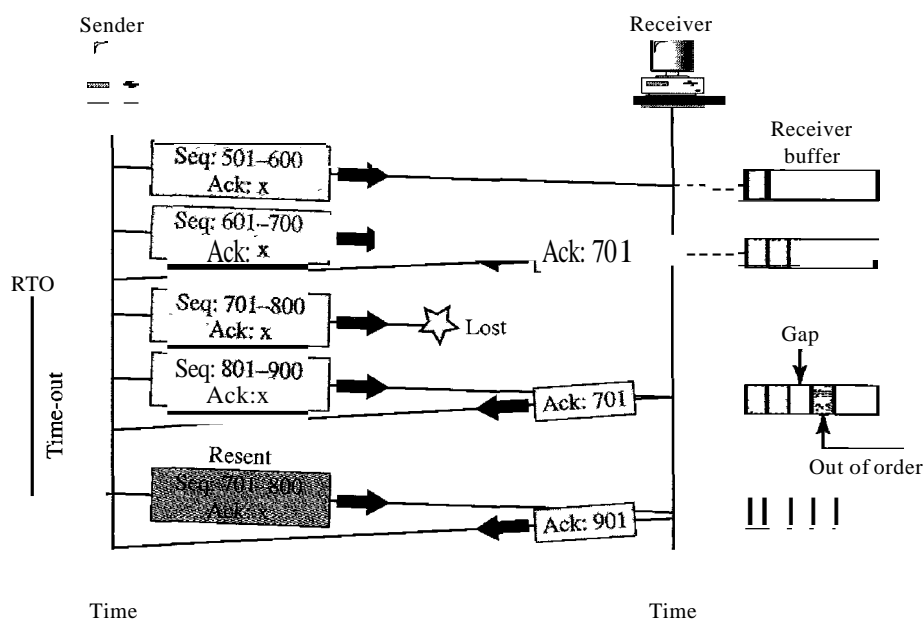 Sender
Receiver
Seq: 501–600
Ack: x
Receiver
buffer
Seq: 601–700
Ack: x
Ack: 701
RTO
Time-out
Seq: 701–800
Ack: x
Lost
Gap
Seq: 801–900
Ack:x
Ack: 701
Out of order
Resent
Seq: 701–800
Ack: x
Ack: 901
Time
Time